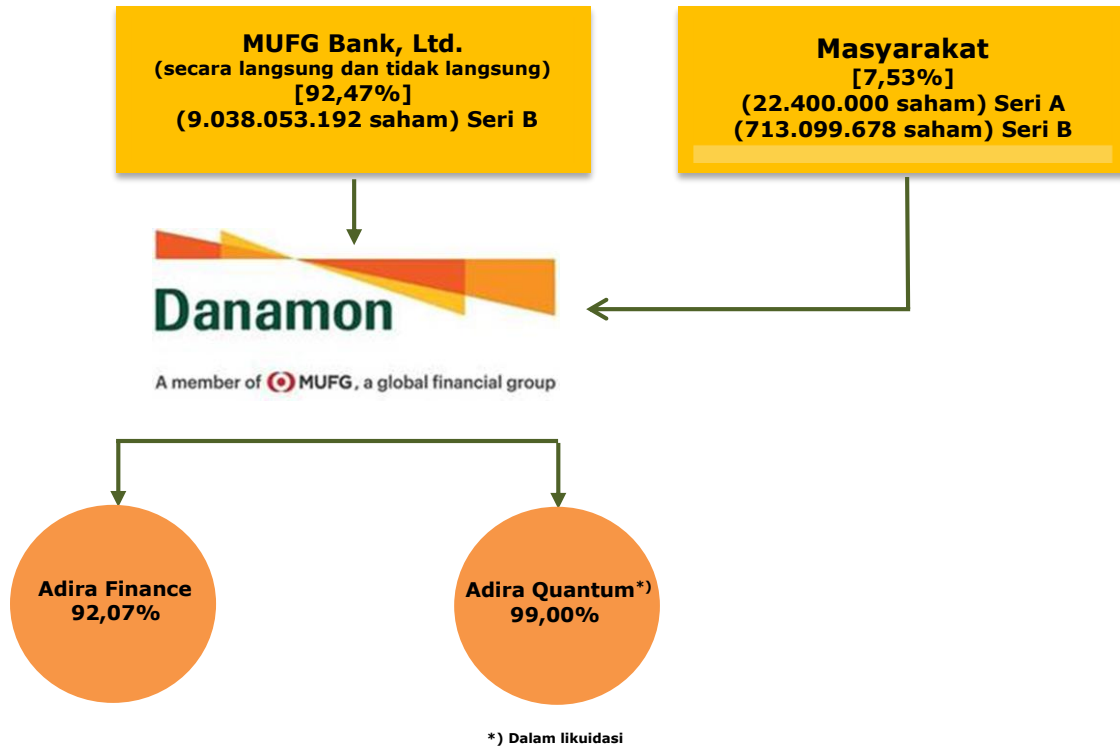 MUFG Bank, Ltd.
(secara langsung dan tidak langsung)
[92,47%]
(9.038.053.192 saham) Seri B
Masyarakat
[7,53%]
(22.400.000 saham) Seri A
(713.099.678 saham) Seri B
Danamon
A member of MUFG, a global financial group
Adira Finance
92,07%
Adira Quantum*)
99,00%
*) Dalam likuidasi